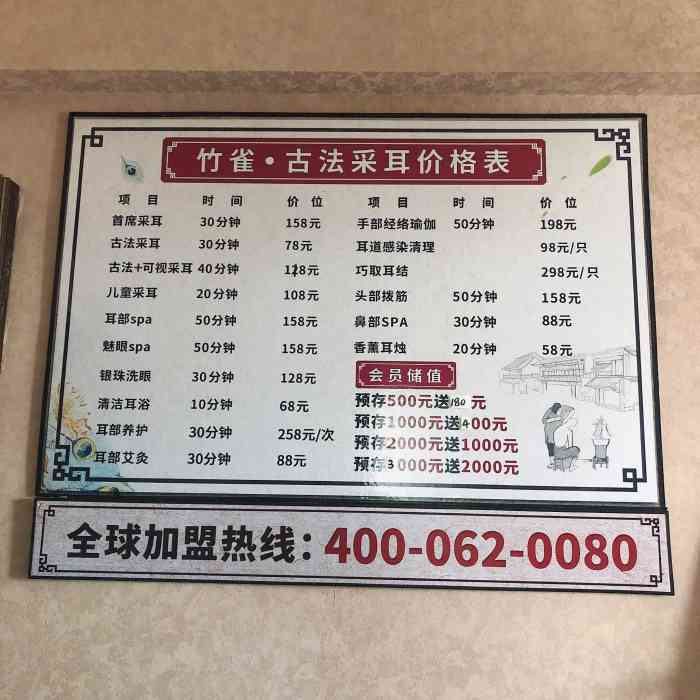 竹雀·古法采耳价格表
项 目 时 间 价 位
首席采耳 30分钟 158元
古法采耳 30分钟 78元
古法+可视采耳 40分钟 128元
儿童采耳 20分钟 108元
耳部spa 50分钟 158元
魅眼spa 50分钟 158元
银珠洗眼 30分钟 128元
清洁耳浴 10分钟 68元
耳部养护 30分钟 258元/次
耳部艾灸 30分钟 88元
项 目 时 间 价 位
手部经络瑜伽 50分钟 198元
耳道感染清理 98元/只
巧取耳结 298元/只
头部拨筋 50分钟 158元
鼻部SPA 30分钟 88元
香薰耳烛 20分钟 58元
会员储值
预存500元送180元
预存1000元送400元
预存2000元送1000元
预存3000元送2000元
全球加盟热线：400-062-0080